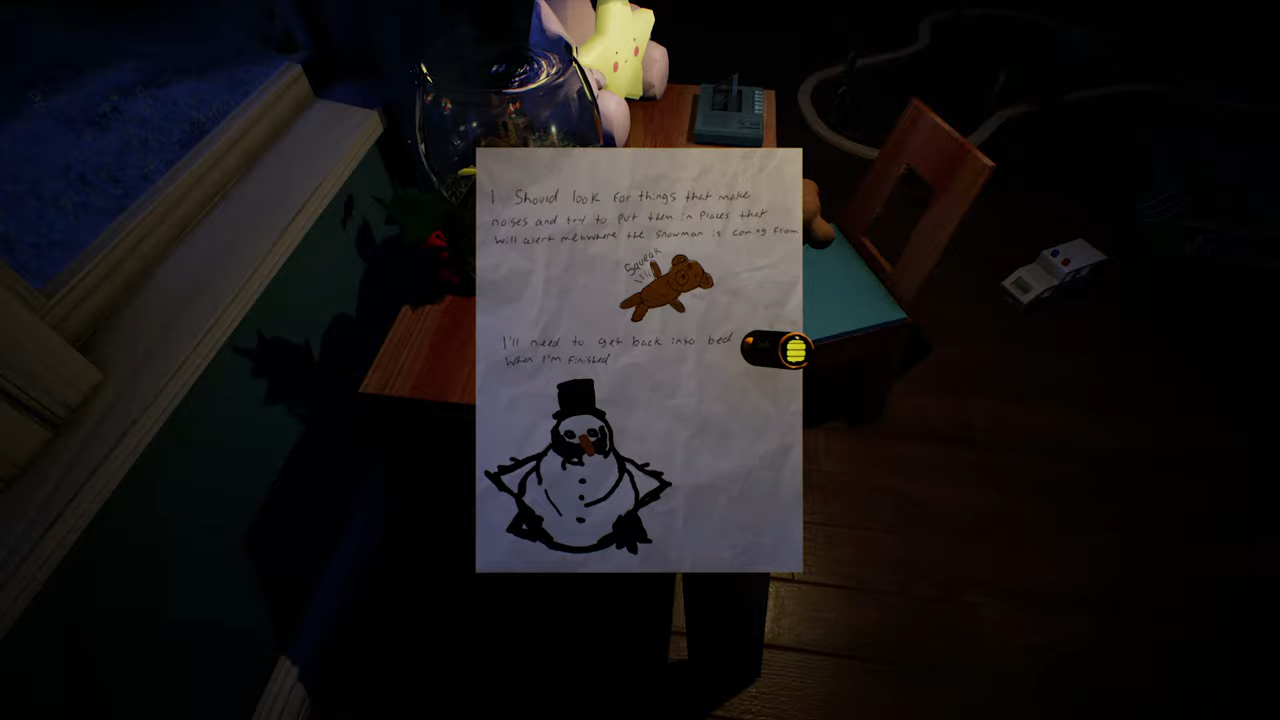 I Should look for things that make
noises and try to put them in places that
will alert me where the snowman is coming from
Squeak
I'll need to get back into bed
When I'm finished